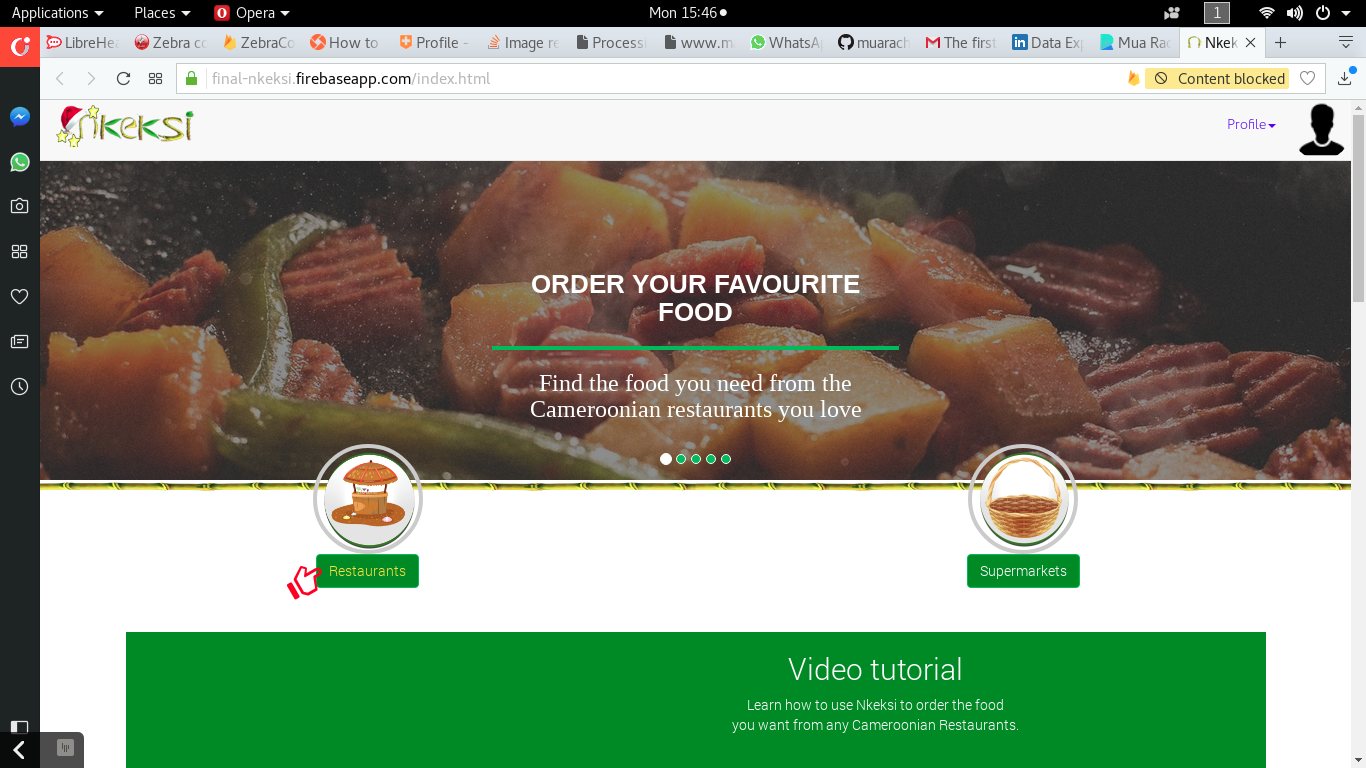 Applications Places Opera Mon 15:46 1
LibreHea Zebra co ZebraCo How to Profile - Image re Processi www.m WhatsA muarach The first Data Exp Mua Rac Nkek
final-nkeksi.firebaseapp.com/index.html Content blocked
nkeksi
Profile
ORDER YOUR FAVOURITE
FOOD
Find the food you need from the
Cameroonian restaurants you love
Restaurants
Supermarkets
Video tutorial
Learn how to use Nkeksi to order the food
you want from any Cameroonian Restaurants.